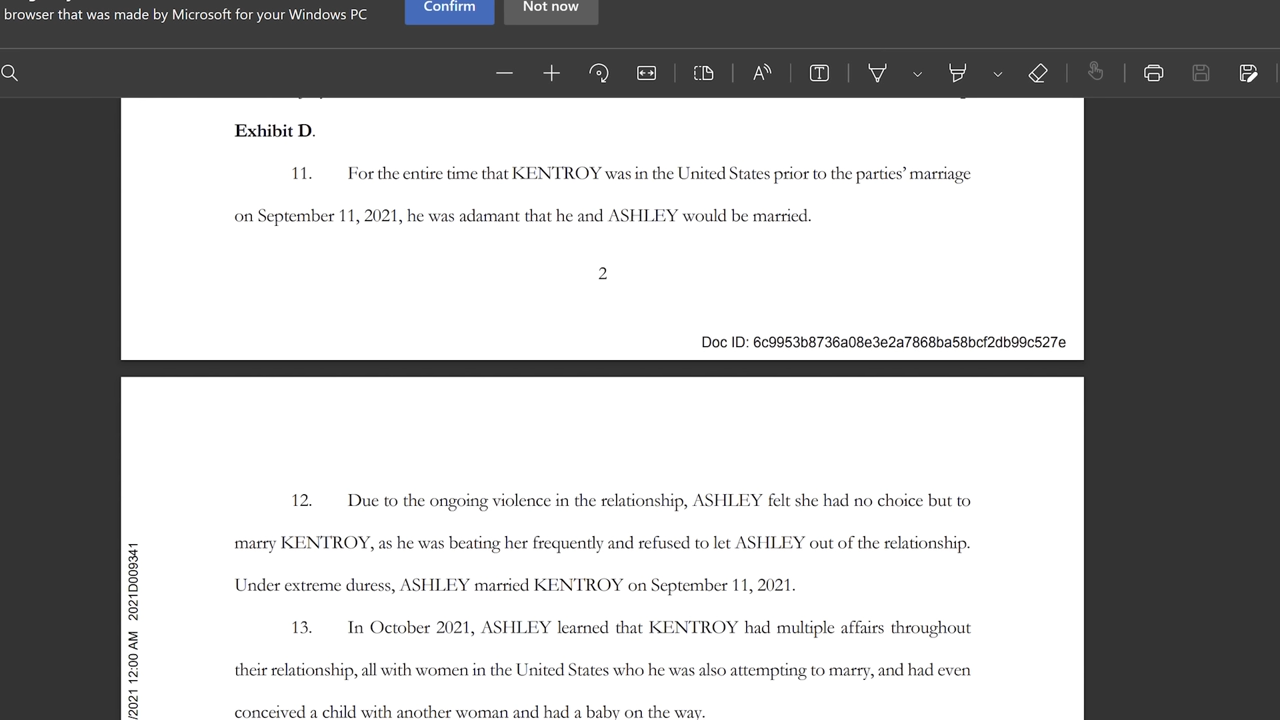 browser that was made by Microsoft for your Windows PC
Confirm
Not now
Exhibit D.
11. For the entire time that KENTROY was in the United States prior to the parties' marriage
on September 11, 2021, he was adamant that he and ASHLEY would be married.
2
Doc ID: 6c9953b8736a08e3e2a7868ba58bcf2db99c527e
12. Due to the ongoing violence in the relationship, ASHLEY felt she had no choice but to
marry KENTROY, as he was beating her frequently and refused to let ASHLEY out of the relationship.
Under extreme duress, ASHLEY married KENTROY on September 11, 2021.
13. In October 2021, ASHLEY learned that KENTROY had multiple affairs throughout
their relationship, all with women in the United States who he was also attempting to marry, and had even
conceived a child with another woman and had a baby on the way.
/2021 12:00 AM 2021D009341